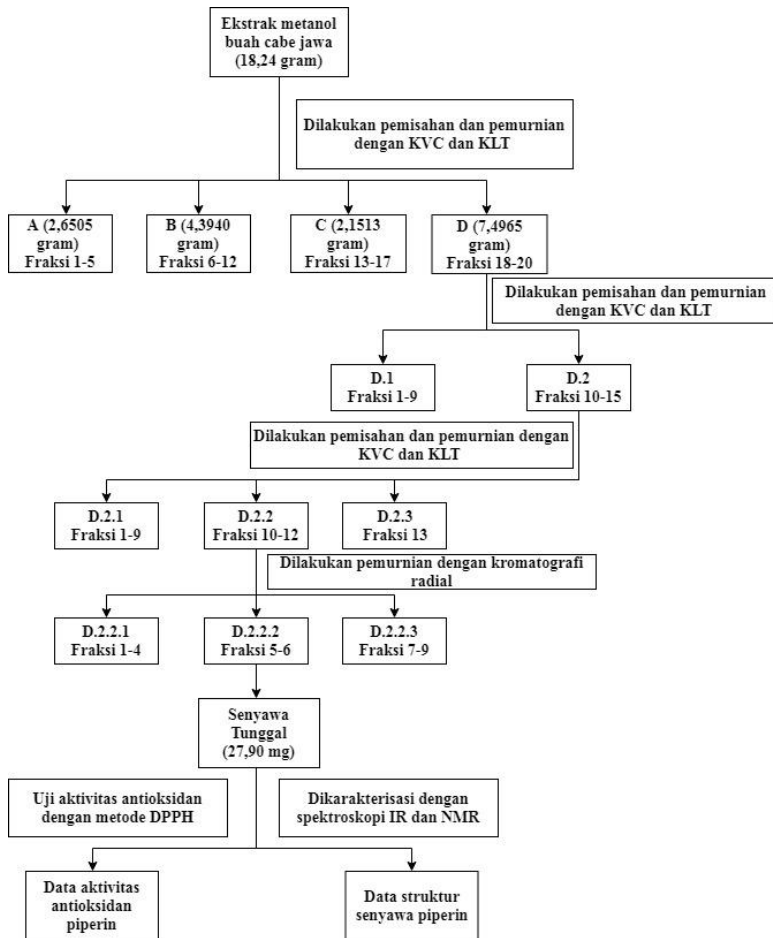 Ekstrak metanol
buah cabe jawa
(18,24 gram)
Dilakukan pemisahan dan pemurnian
dengan KVC dan KLT
A (2,6505
gram)
Fraksi 1-5
B (4,3940
gram)
Fraksi 6-12
C (2,1513
gram)
Fraksi 13-17
D (7,4965
gram)
Fraksi 18-20
Dilakukan pemisahan dan pemurnian
dengan KVC dan KLT
D.1
Fraksi 1-9
D.2
Fraksi 10-15
Dilakukan pemisahan dan pemurnian dengan
KVC dan KLT
D.2.1
Fraksi 1-9
D.2.2
Fraksi 10-12
D.2.3
Fraksi 13
Dilakukan pemurnian dengan kromatografi
radial
D.2.2.1
Fraksi 1-4
D.2.2.2
Fraksi 5-6
D.2.2.3
Fraksi 7-9
Senyawa
Tunggal
(27,90 mg)
Uji aktivitas antioksidan
dengan metode DPPH
Dikarakterisasi dengan
spektroskopi IR dan NMR
Data aktivitas
antioksidan
piperin
Data struktur
senyawa piperin